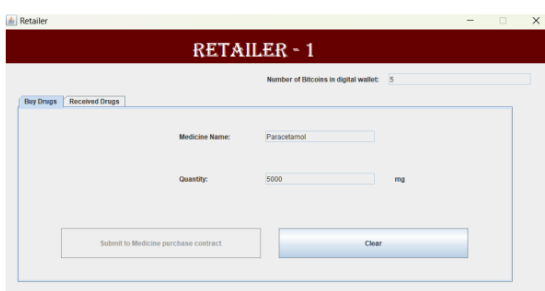 Retailer
RETAILER - 1
Number of Bitcoins in digital wallet: 5
Buy Drugs Received Drugs
Medicine Name: Paracetamol
Quantity: 5000 mg
Submit to Medicine purchase contract Clear